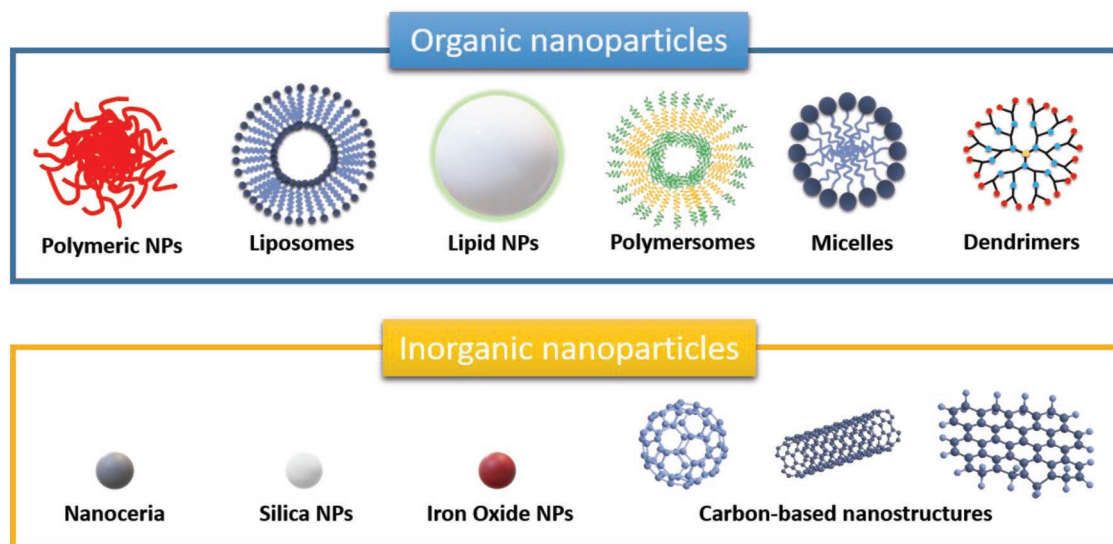 Organic nanoparticles
Polymeric NPs
Liposomes
Lipid NPs
Polymersomes
Micelles
Dendrimers
Inorganic nanoparticles
Nanoceria
Silica NPs
Iron Oxide NPs
Carbon-based nanostructures